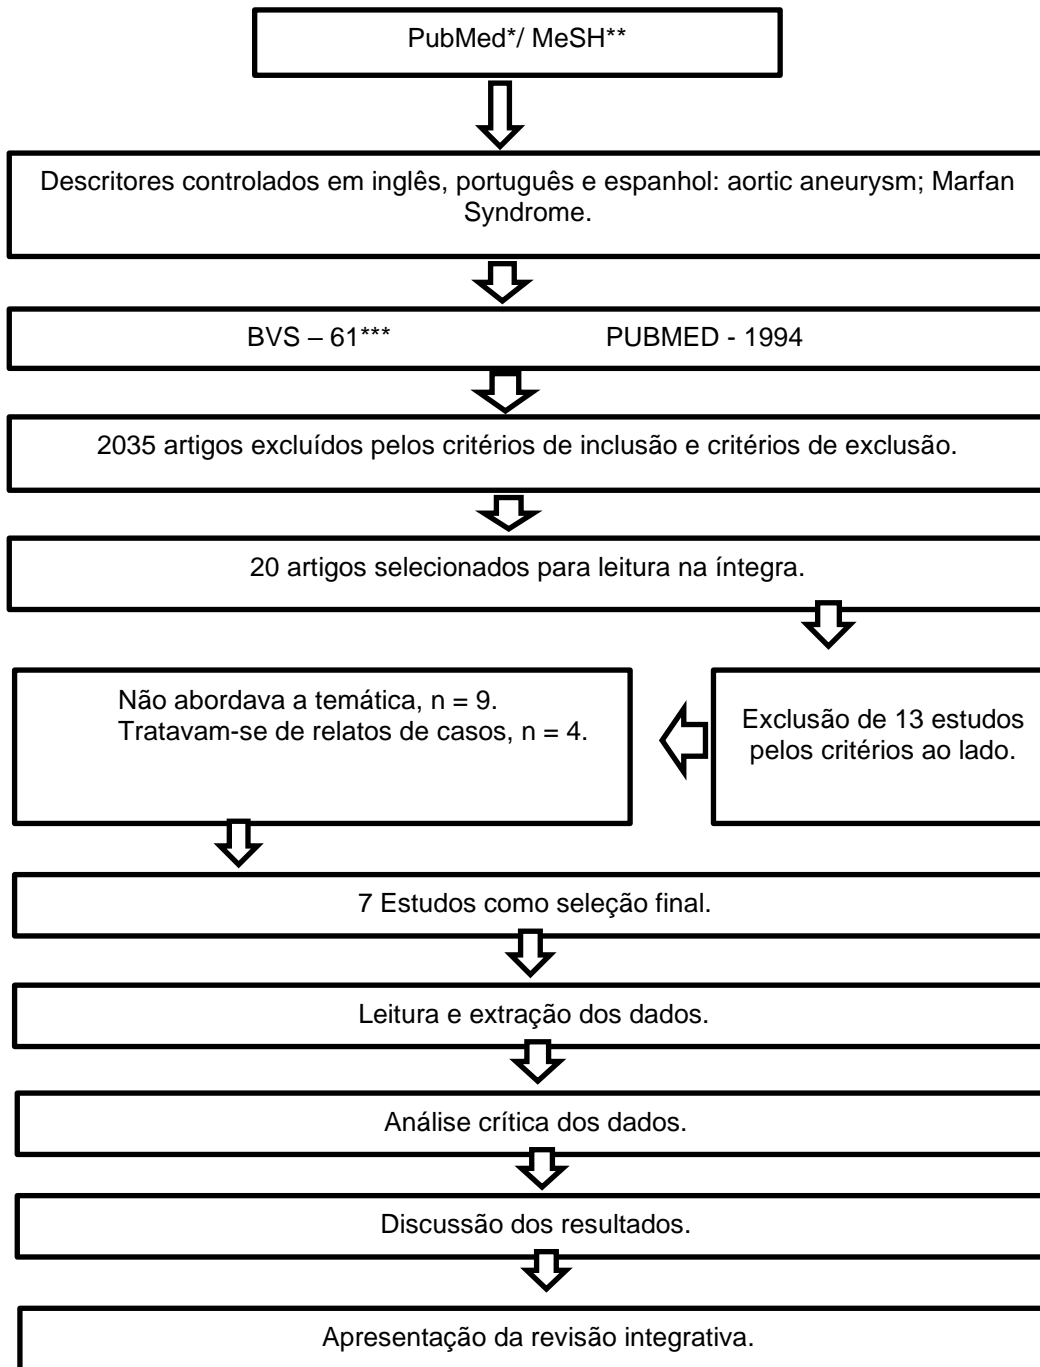 PubMed*/ MeSH**
Descritores controlados em inglês, português e espanhol: aortic aneurysm; Marfan
Syndrome.
BVS – 61*** PUBMED - 1994
2035 artigos excluídos pelos critérios de inclusão e critérios de exclusão.
20 artigos selecionados para leitura na íntegra.
Não abordava a temática, n = 9.
Tratavam-se de relatos de casos, n = 4.
Exclusão de 13 estudos
pelos critérios ao lado.
7 Estudos como seleção final.
Leitura e extração dos dados.
Análise crítica dos dados.
Discussão dos resultados.
Apresentação da revisão integrativa.